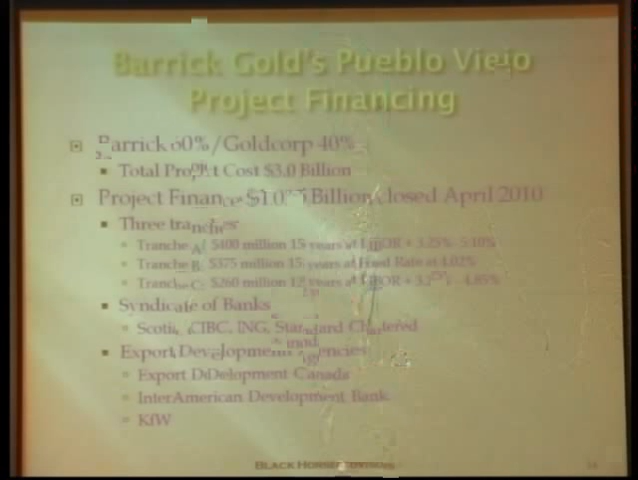 Barrick Gold's Pueblo Viejo
Project Financing
Barrick 60%/Goldcorp 40%
Total Project Cost $3.0 Billion
Project Finance Billion closed April 2010
Three tranches
Tranche A: $400 million 15 years at LIBOR + 3.25%
Tranche B: $375 million 15 years at Fixed Rate at
Tranche C: $260 million 12 years at LIBOR +
Syndicate of Banks
Scotia, CIBC, ING, Standard Chartered
Export Development Agencies
Export Canada
InterAmerican Development Bank
KfW
BLACK HORSE